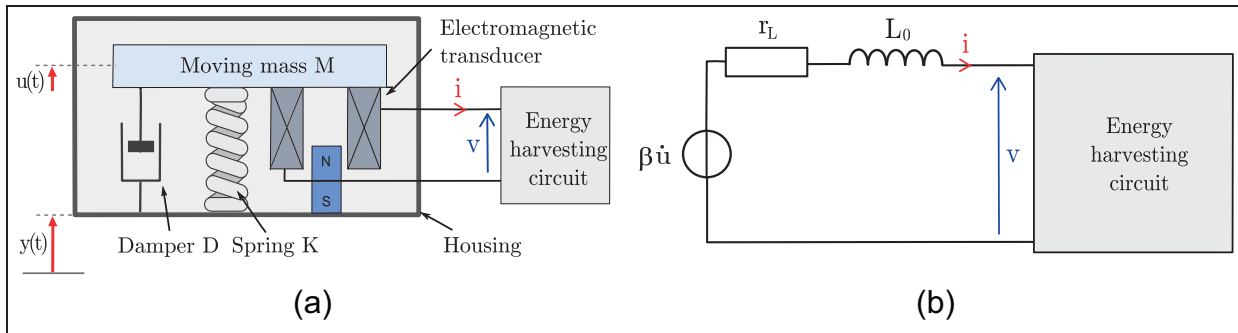 Electromagnetic
transducer
Moving mass M
u(t)
i
v
Energy
harvesting
circuit
N
S
y(t)
Damper D
Spring K
Housing
(a)
r_L
L_0
i
βu̇
v
Energy
harvesting
circuit
(b)